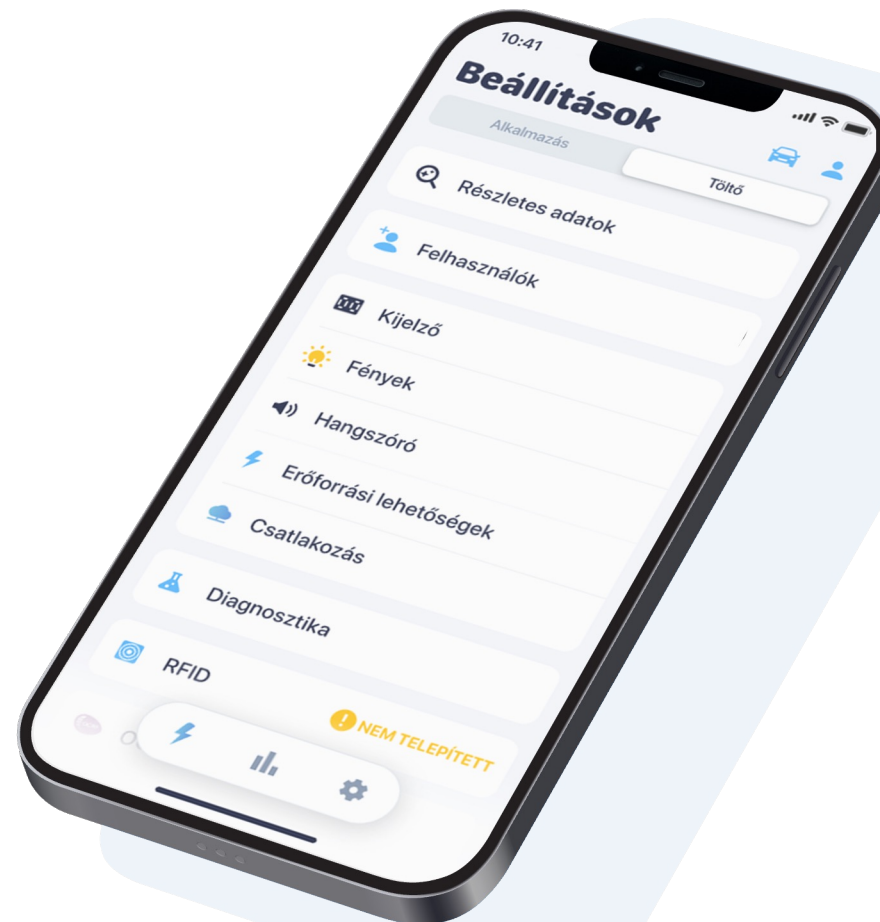 10:41
Beállítások
Alkalmazás
Töltő
Részletes adatok
Felhasználók
Kijelző
Fények
Hangszóró
Erőforrási lehetőségek
Csatlakozás
Diagnosztika
RFID
NEM TELEPÍTETT